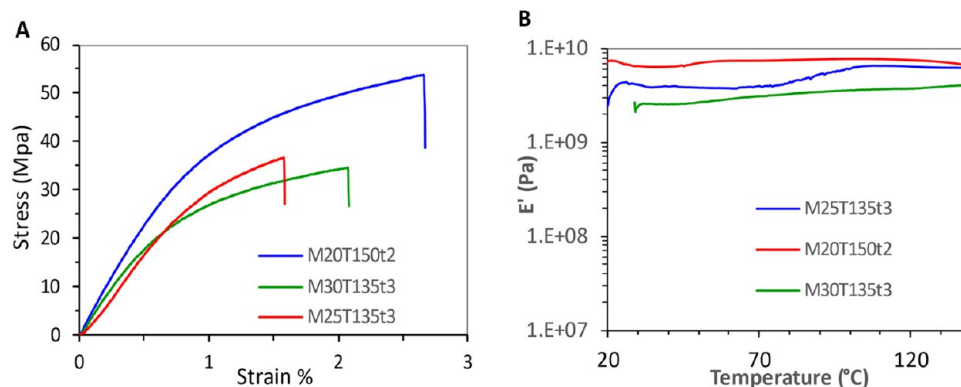 A
60
50
40
30
20
10
0
Stress (Mpa)
M20T150t2
M30T135t3
M25T135t3
0
1
2
3
Strain %
B
1.E+10
1.E+09
1.E+08
1.E+07
E' (Pa)
M25T135t3
M20T150t2
M30T135t3
20
70
120
Temperature (°C)